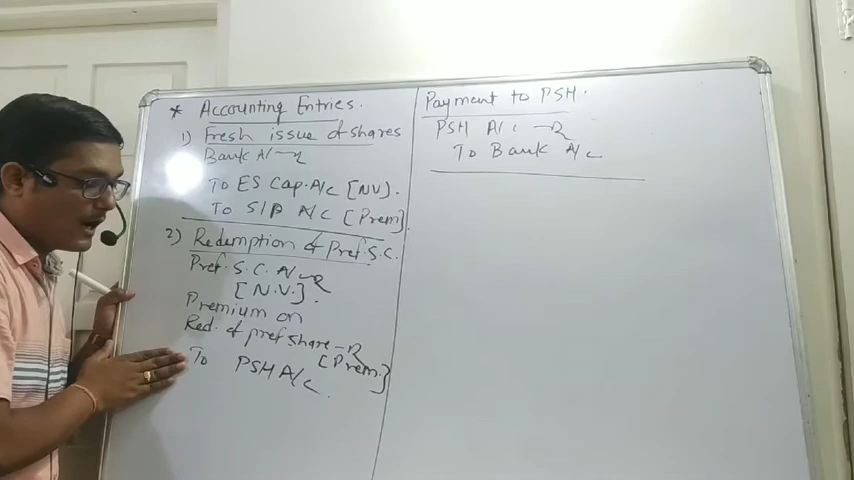 * Accounting Entries.
1) Fresh issue of shares
Bank A/c - Dr
To ES Cap. A/c [NV].
To S/P A/c [Prem]
2) Redemption of Pref. S.C.
Pref. S.C. A/c - Dr
[N.V.].
Premium on
Red. of pref share - Dr
[Prem.]
To PSH A/c.
Payment to PSH.
PSH A/c - Dr
To Bank A/c